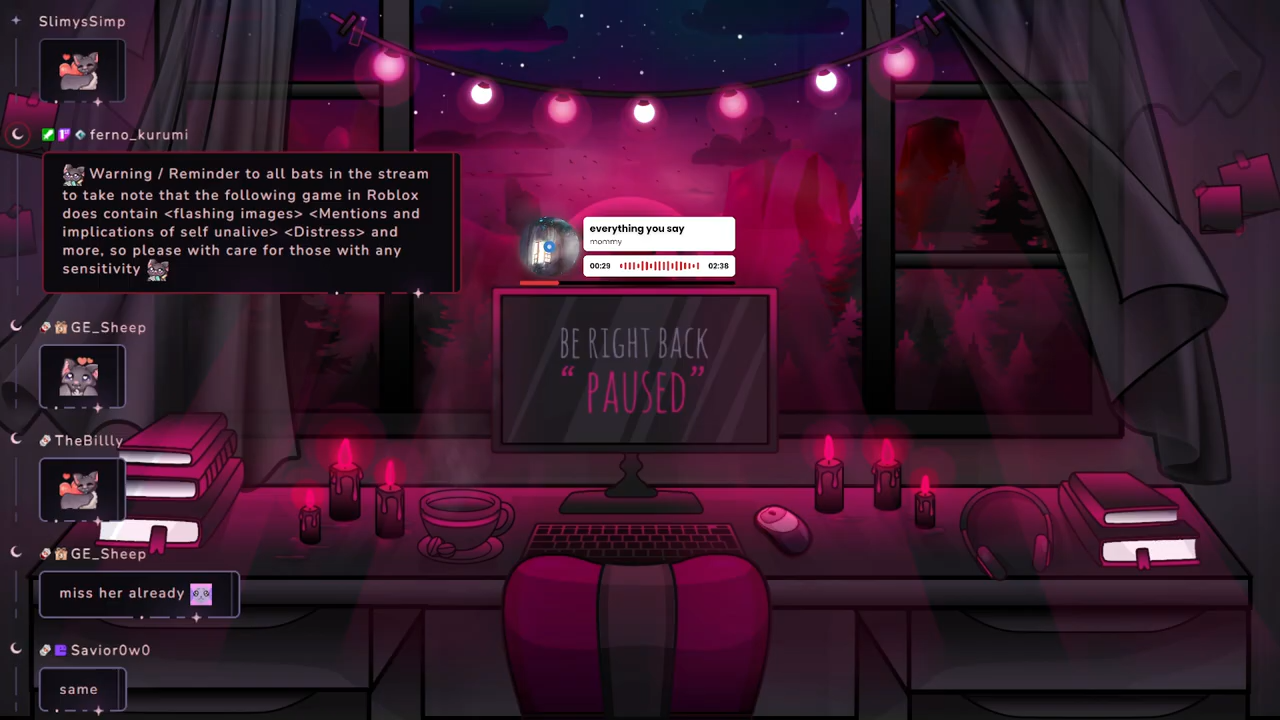 SlimysSimp
ferno_kurumi
Warning / Reminder to all bats in the stream
to take note that the following game in Roblox
does contain <flashing images> <Mentions and
implications of self unalive> <Distress> and
more, so please with care for those with any
sensitivity
GE_Sheep
TheBillly
GE_Sheep
miss her already
Savior0w0
same
everything you say
mommy
00:29
02:38
BE RIGHT BACK
“ PAUSED”